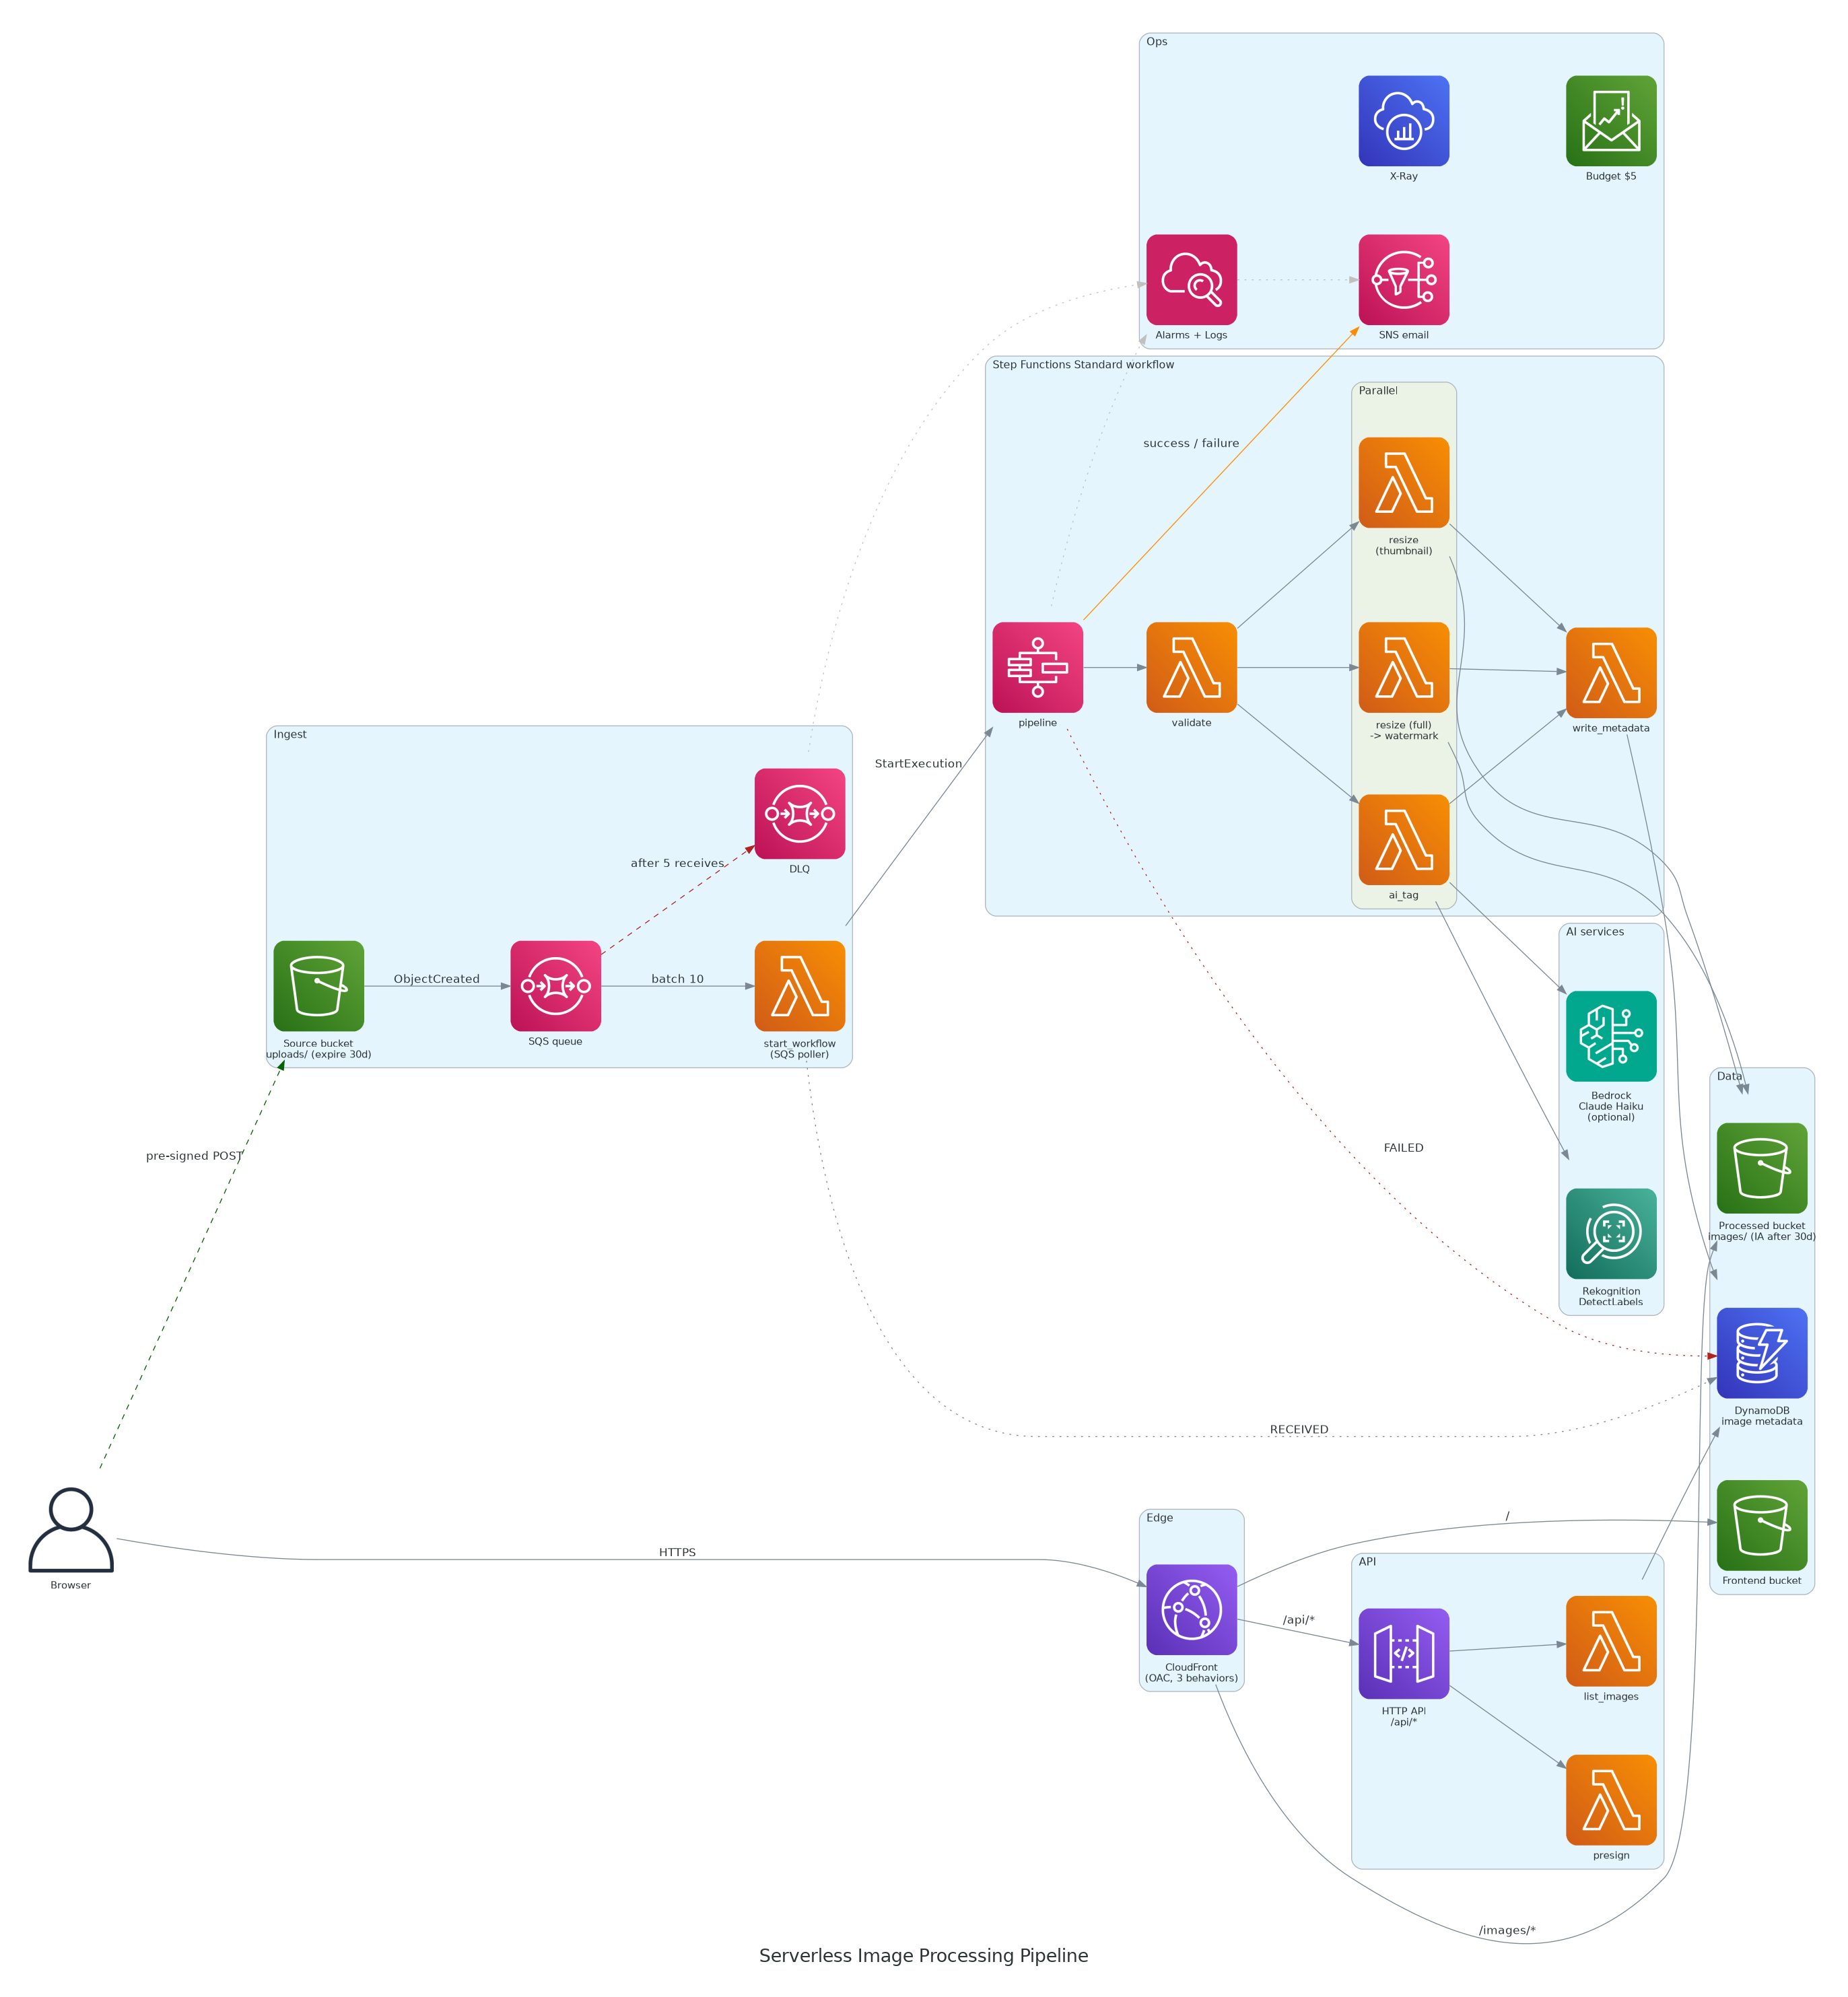 Ops
X-Ray
Budget $5
Alarms + Logs
SNS email
Step Functions Standard workflow
Parallel
success / failure
resize
(thumbnail)
pipeline
validate
resize (full)
-> watermark
write_metadata
ai_tag
StartExecution
Ingest
DLQ
after 5 receives
ObjectCreated
batch 10
Source bucket
uploads/ (expire 30d)
SQS queue
start_workflow
(SQS poller)
AI services
Bedrock
Claude Haiku
(optional)
Rekognition
DetectLabels
pre-signed POST
FAILED
Data
Processed bucket
images/ (IA after 30d)
DynamoDB
image metadata
Frontend bucket
RECEIVED
Browser
HTTPS
Edge
CloudFront
(OAC, 3 behaviors)
/
/api/*
API
HTTP API
/api/*
list_images
presign
/images/*
Serverless Image Processing Pipeline